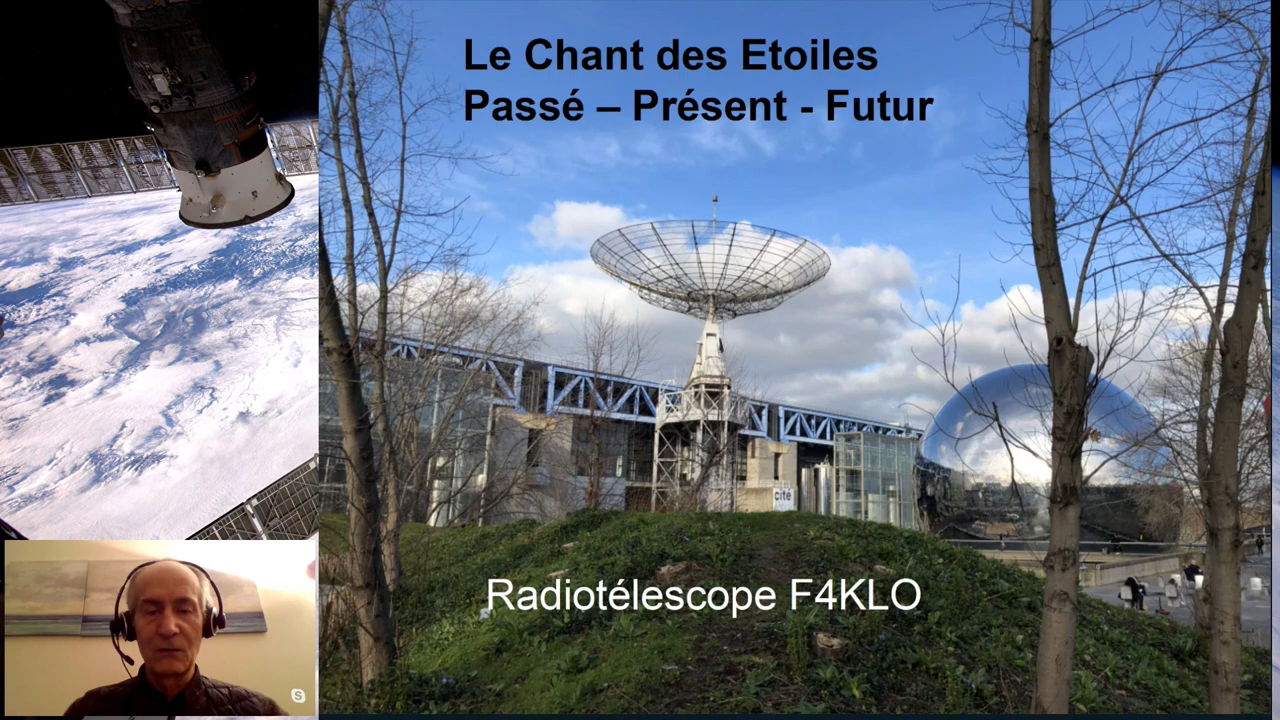 Le Chant des Etoiles
Passé – Présent - Futur
cité
Radiotélescope F4KLO